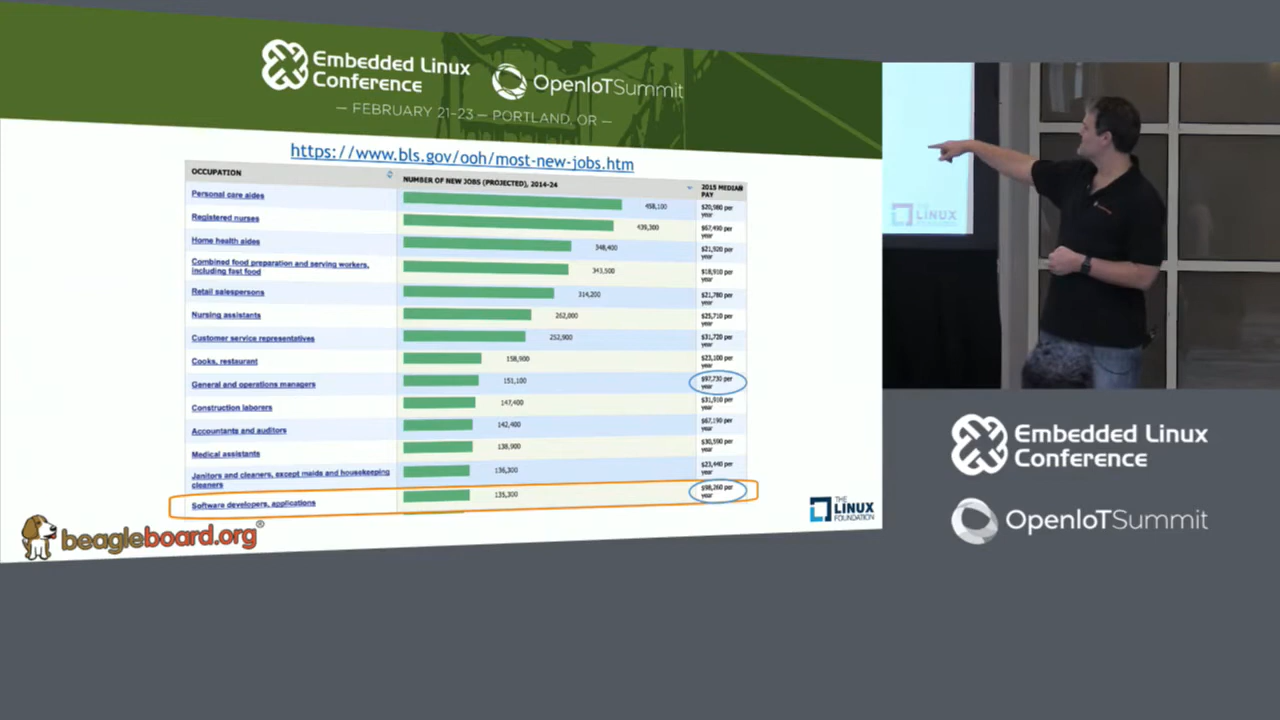 Embedded Linux
Conference
OpenIoTSummit
— FEBRUARY 21-23 — PORTLAND, OR —
https://www.bls.gov/ooh/most-new-jobs.htm
OCCUPATION
NUMBER OF NEW JOBS (PROJECTED), 2014-24
2015 MEDIAN
PAY
Personal care aides
458,100
$20,980 per
year
Registered nurses
439,300
$67,490 per
year
Home health aides
348,400
$21,920 per
year
Combined food preparation and serving workers,
including fast food
343,500
$18,910 per
year
Retail salespersons
314,200
$21,780 per
year
Nursing assistants
262,000
$25,710 per
year
Customer service representatives
252,900
$31,720 per
year
Cooks, restaurant
158,900
$23,100 per
year
General and operations managers
151,100
$97,730 per
year
Construction laborers
147,400
$31,910 per
year
Accountants and auditors
142,400
$67,190 per
year
Medical assistants
138,900
$30,590 per
year
Janitors and cleaners, except maids and housekeeping
cleaners
136,300
$23,440 per
year
Software developers, applications
135,300
$98,260 per
year
beagleboard.org®
THE
LINUX
FOUNDATION
LINUX
Embedded Linux
Conference
OpenIoTSummit